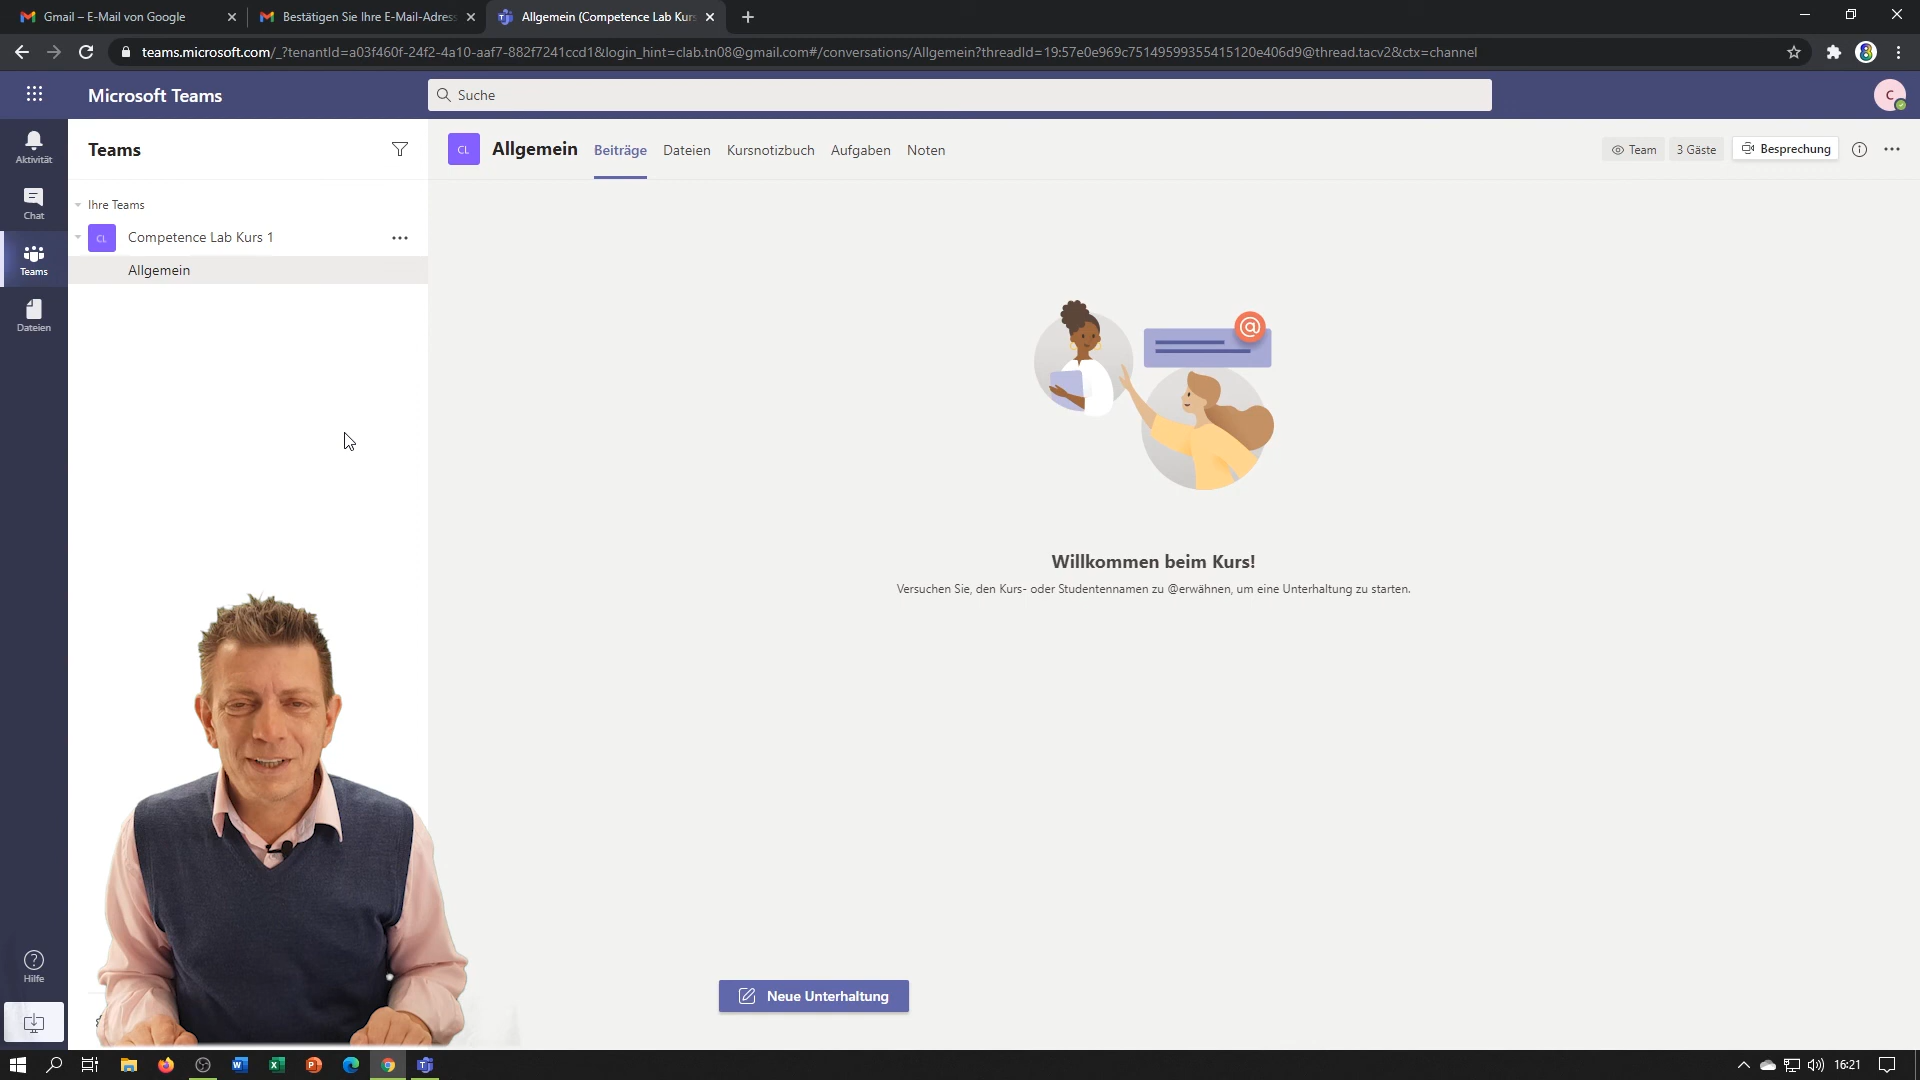 Gmail – E-Mail von Google
Bestätigen Sie Ihre E-Mail-Adress
Allgemein (Competence Lab Kurs
teams.microsoft.com/_?tenantId=a03f460f-24f2-4a10-aaf7-882f7241ccd1&login_hint=clab.tn08@gmail.com#/conversations/Allgemein?threadId=19:57e0e969c75149599355415120e406d9@thread.tacv2&ctx=channel
Microsoft Teams
Suche
C
Aktivität
Chat
Teams
Dateien
Hilfe
Teams
Ihre Teams
CL Competence Lab Kurs 1
Allgemein
CL Allgemein Beiträge Dateien Kursnotizbuch Aufgaben Noten
Team 3 Gäste Besprechung
@
Willkommen beim Kurs!
Versuchen Sie, den Kurs- oder Studentennamen zu @erwähnen, um eine Unterhaltung zu starten.
Neue Unterhaltung
16:21